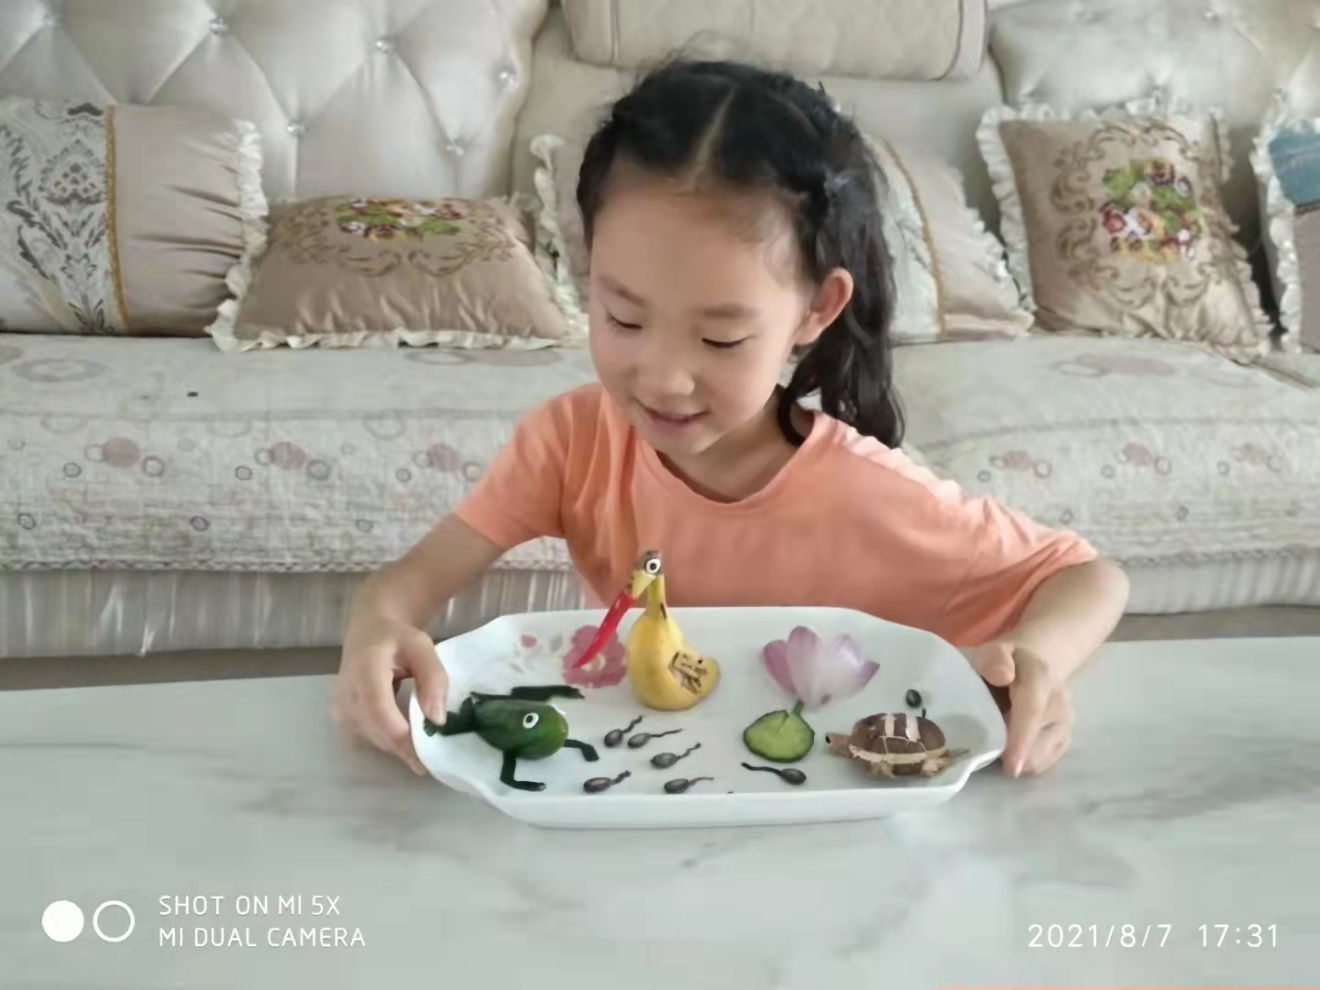 SHOT ON MI 5X
MI DUAL CAMERA
2021/8/7 17:31